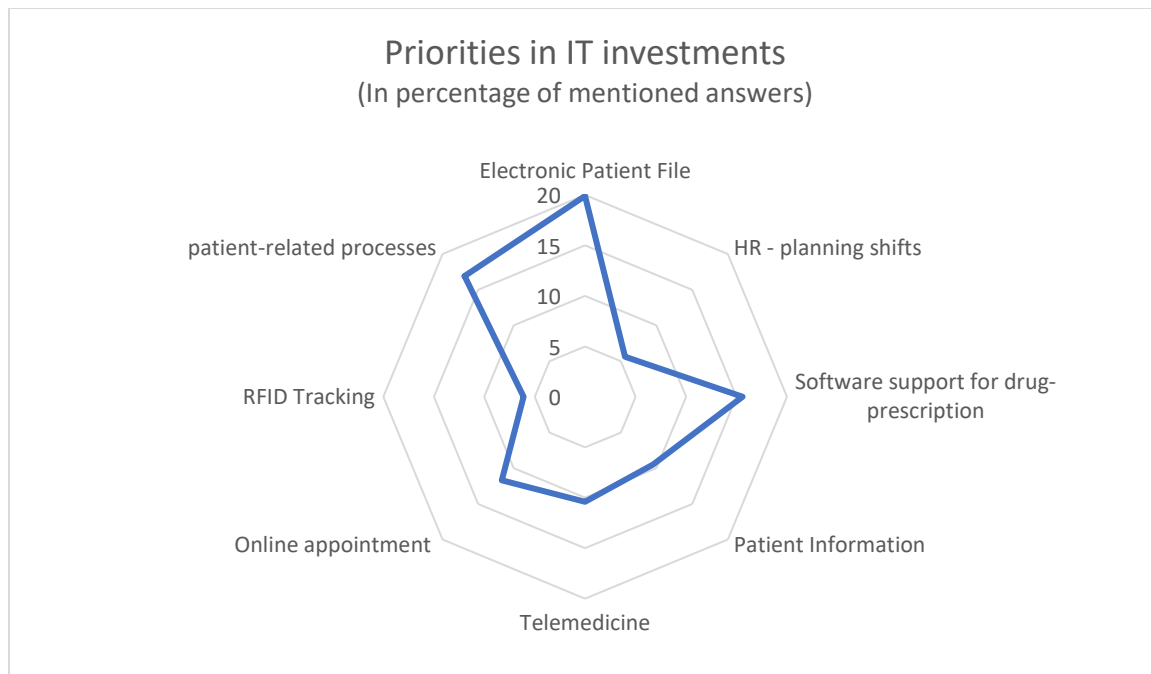 Priorities in IT investments
(In percentage of mentioned answers)
Electronic Patient File
20
patient-related processes
HR - planning shifts
15
10
5
RFID Tracking
0
Software support for drug-
prescription
Online appointment
Patient Information
Telemedicine